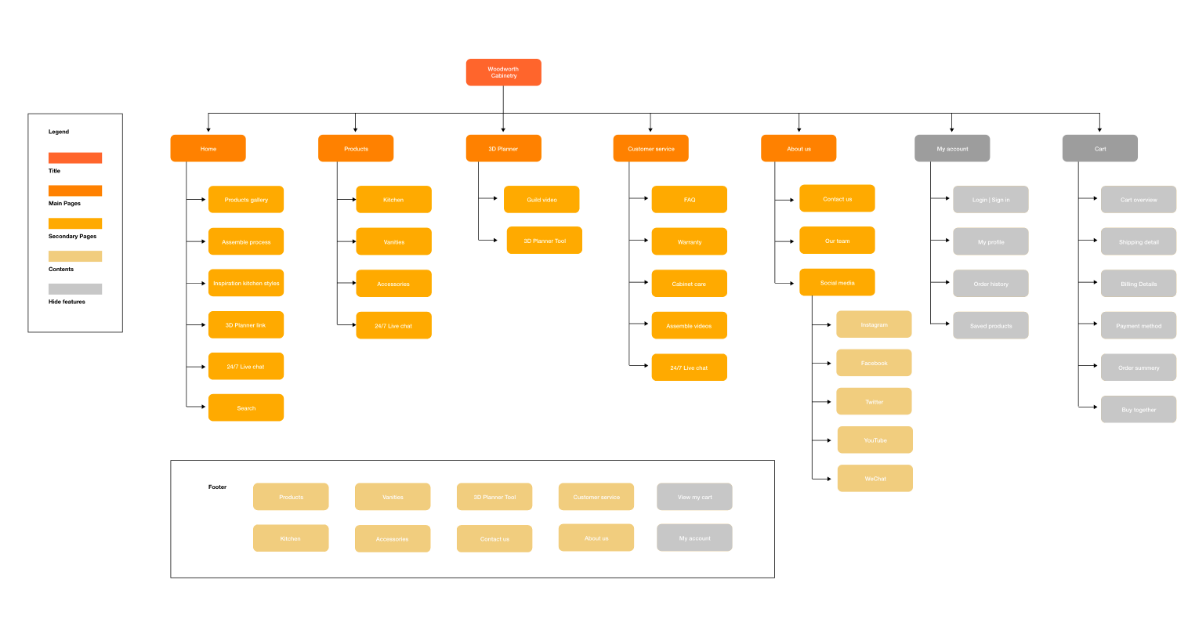 Woodworth
Cabinetry
Legend
Title
Main Pages
Secondary Pages
Contents
Hide features
Home
Products
3D Planner
Customer service
About us
My account
Cart
Products gallery
Assemble process
Inspiration kitchen styles
3D Planner link
24/7 Live chat
Search
Kitchen
Vanities
Accessories
24/7 Live chat
Guild video
3D Planner Tool
FAQ
Warranty
Cabinet care
Assemble videos
24/7 Live chat
Contact us
Our team
Social media
Instagram
Facebook
Twitter
YouTube
WeChat
Login | Sign in
My profile
Order history
Saved products
Cart overview
Shipping detail
Billing Details
Payment method
Order summary
Buy together
Footer
Products
Vanities
3D Planner Tool
Customer service
View my cart
Kitchen
Accessories
Contact us
About us
My account